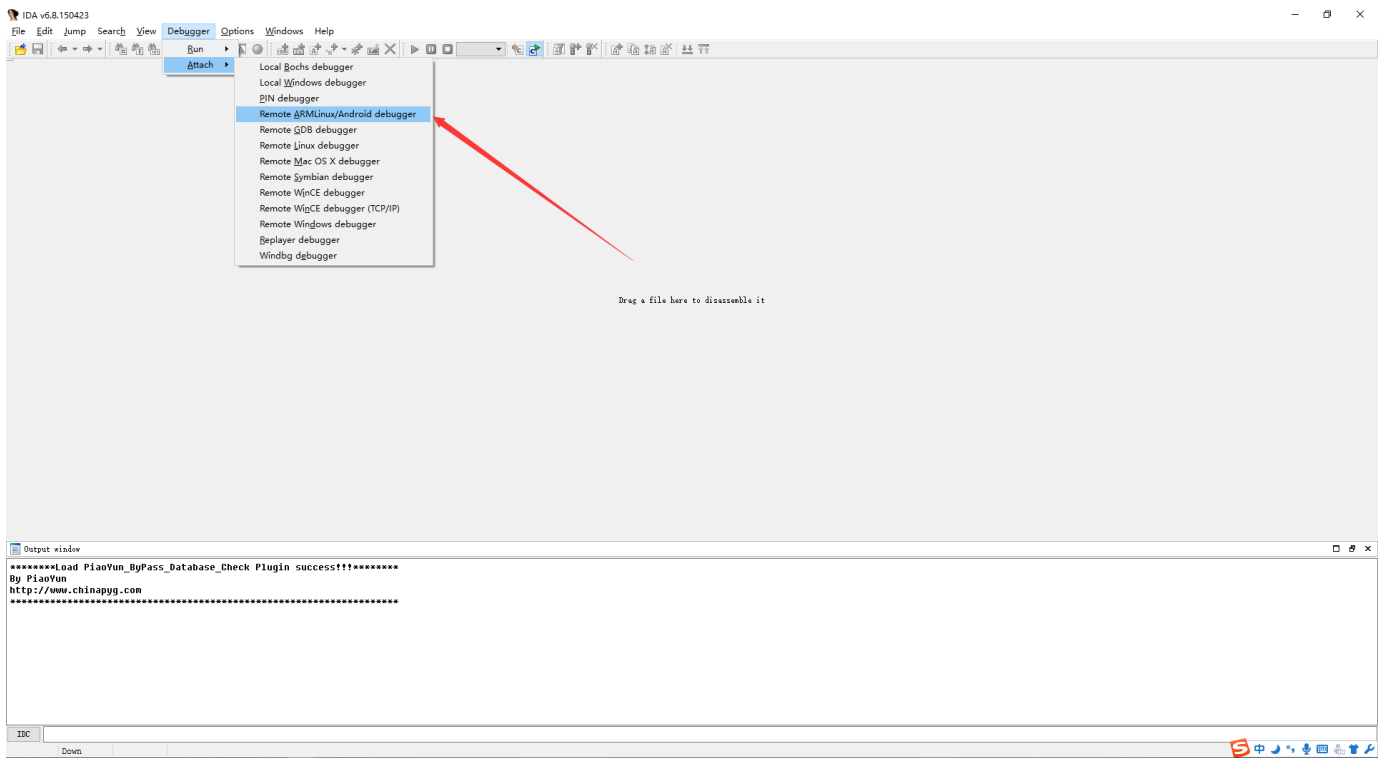 IDA v6.8.150423
File Edit Jump Search View Debugger Options Windows Help
Run
Attach
Local Bochs debugger
Local Windows debugger
PIN debugger
Remote ARMLinux/Android debugger
Remote GDB debugger
Remote Linux debugger
Remote Mac OS X debugger
Remote Symbian debugger
Remote WinCE debugger
Remote WinCE debugger (TCP/IP)
Remote Windows debugger
Replayer debugger
Windbg debugger
Drag a file here to disassemble it
Output window
********Load PiaoYun_ByPass_Database_Check Plugin success!!!********
By PiaoYun
http://www.chinapyg.com
********************************************************************
IDC
Down
中